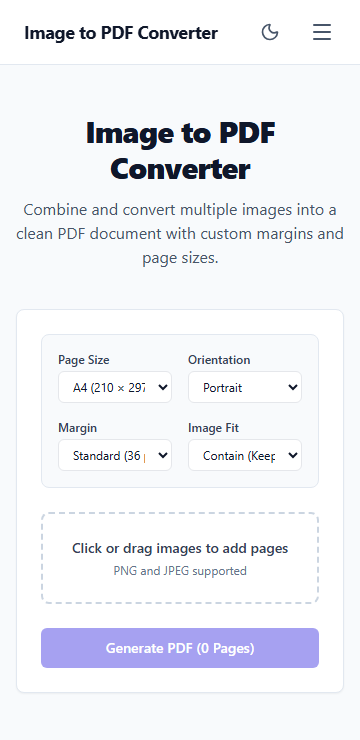 Image to PDF Converter
Image to PDF
Converter
Combine and convert multiple images into a
clean PDF document with custom margins and
page sizes.
Page Size
Orientation
A4 (210 × 297
Portrait
Margin
Image Fit
Standard (36
Contain (Keep
Click or drag images to add pages
PNG and JPEG supported
Generate PDF (0 Pages)